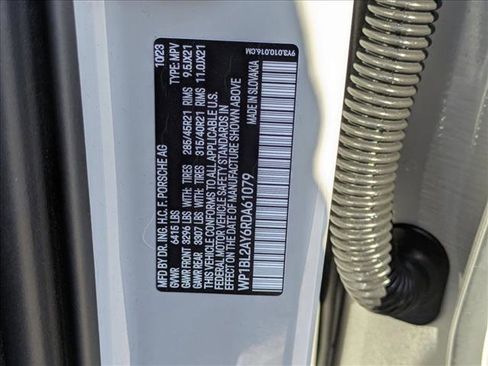 MFD BY DR. ING. H.C. F. PORSCHE AG 10/23
GVWR 6415 LBS TYPE: MPV
GAWR FRONT 3296 LBS WITH TIRES 285/45R21 RIMS 9.5JX21
GAWR REAR 3307 LBS WITH TIRES 315/40R21 RIMS 11.0JX21
THIS VEHICLE CONFORMS TO ALL APPLICABLE U.S.
FEDERAL MOTOR VEHICLE SAFETY STANDARDS IN
EFFECT ON THE DATE OF MANUFACTURE SHOWN ABOVE
WP1BL2AY6RDA61079 MADE IN SLOVAKIA
9Y3.010.016.CM